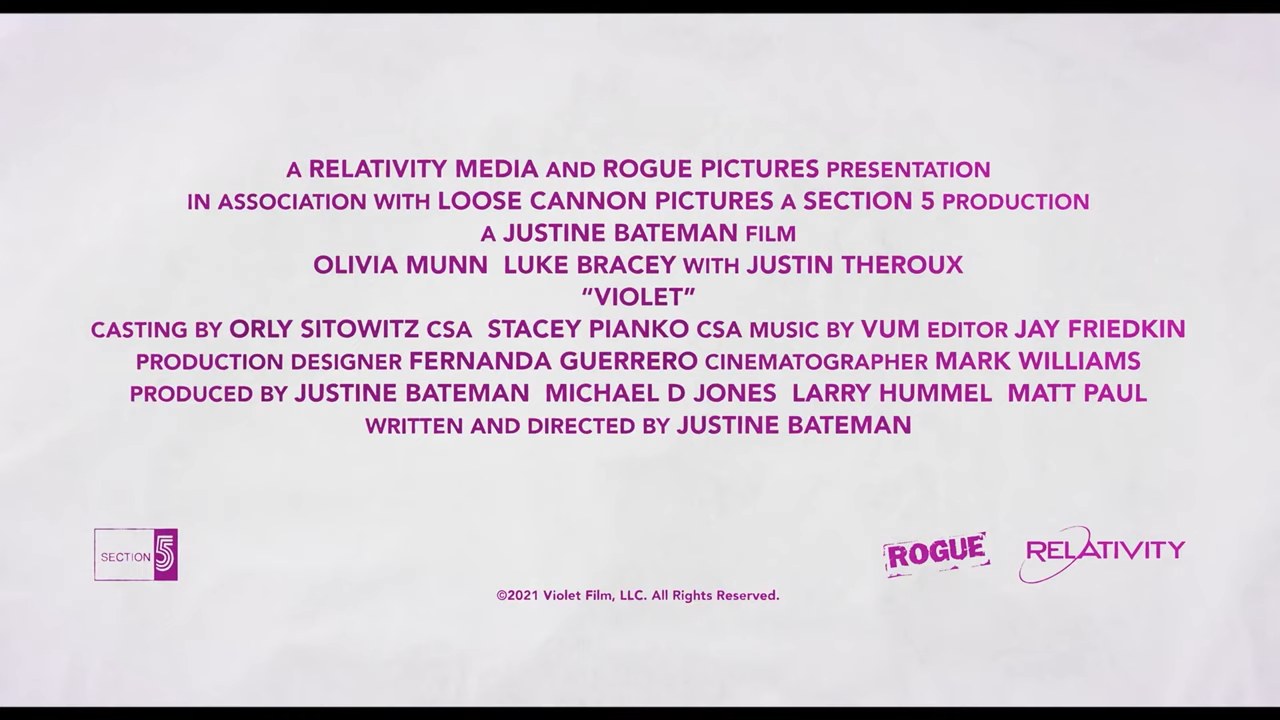 A RELATIVITY MEDIA AND ROGUE PICTURES PRESENTATION
IN ASSOCIATION WITH LOOSE CANNON PICTURES A SECTION 5 PRODUCTION
A JUSTINE BATEMAN FILM
OLIVIA MUNN LUKE BRACEY WITH JUSTIN THEROUX
“VIOLET”
CASTING BY ORLY SITOWITZ CSA STACEY PIANKO CSA MUSIC BY VUM EDITOR JAY FRIEDKIN
PRODUCTION DESIGNER FERNANDA GUERRERO CINEMATOGRAPHER MARK WILLIAMS
PRODUCED BY JUSTINE BATEMAN MICHAEL D JONES LARRY HUMMEL MATT PAUL
WRITTEN AND DIRECTED BY JUSTINE BATEMAN
SECTION 5
ROGUE
RELATIVITY
©2021 Violet Film, LLC. All Rights Reserved.